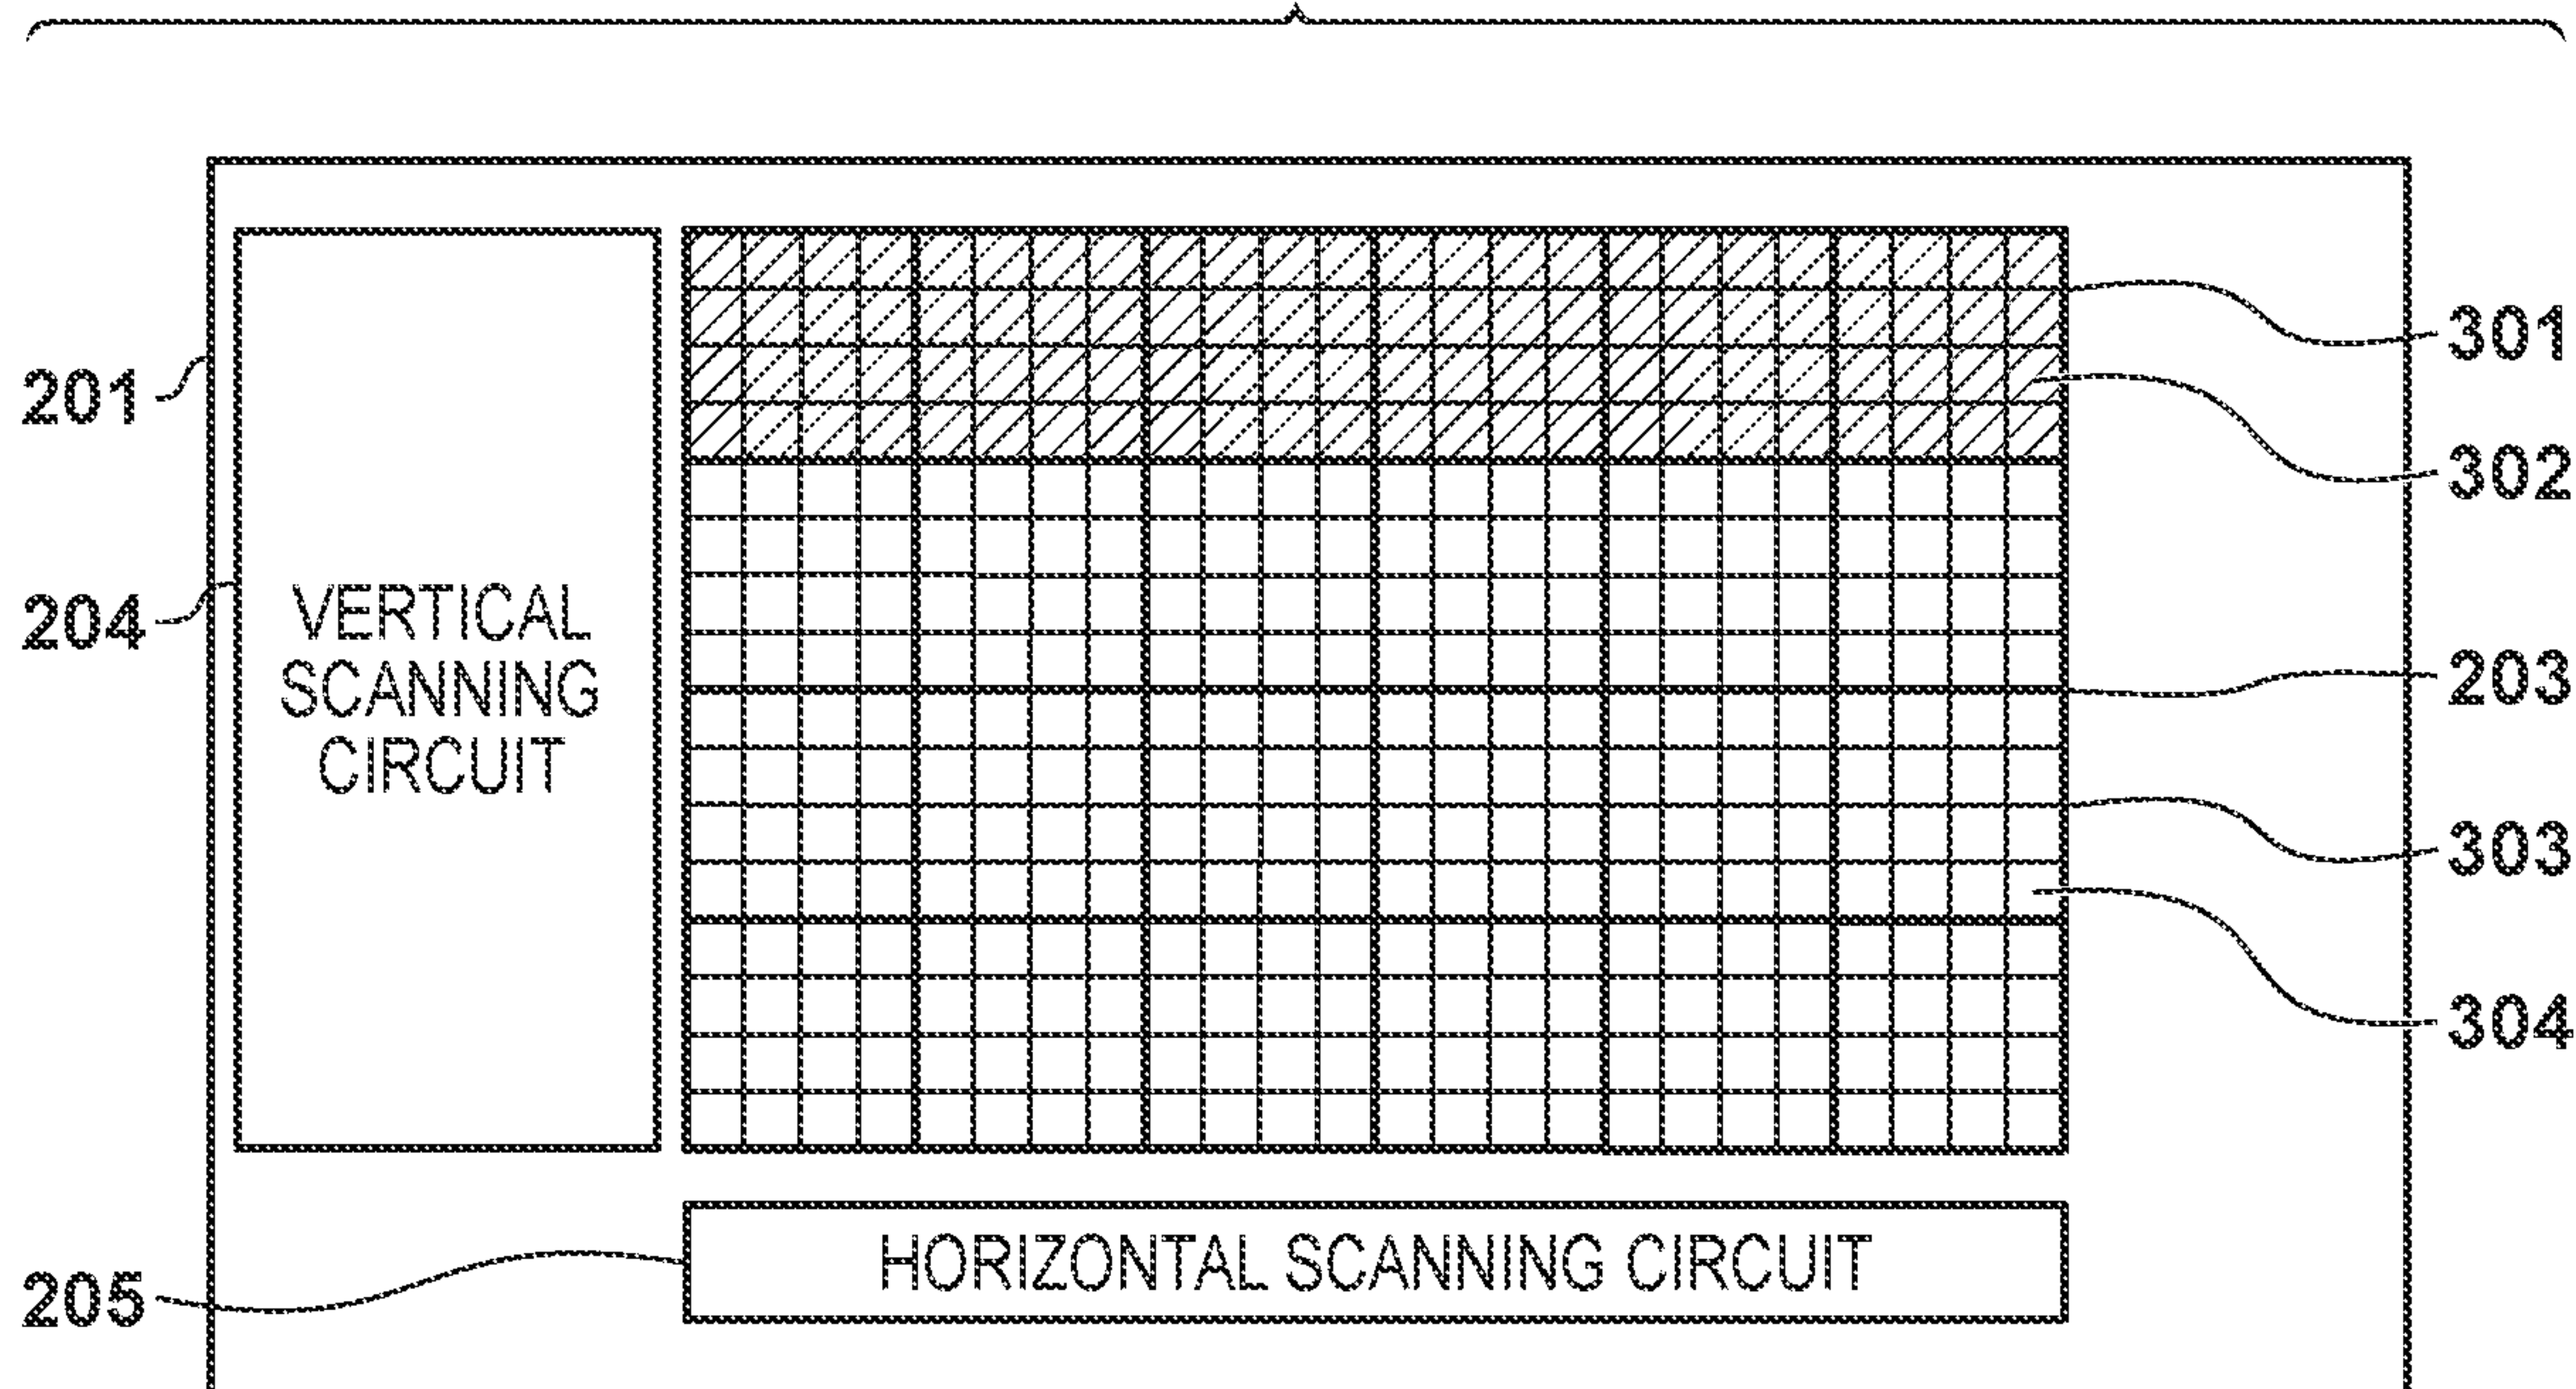 301
201
302
204
VERTICAL
SCANNING
CIRCUIT
203
303
304
205
HORIZONTAL SCANNING CIRCUIT